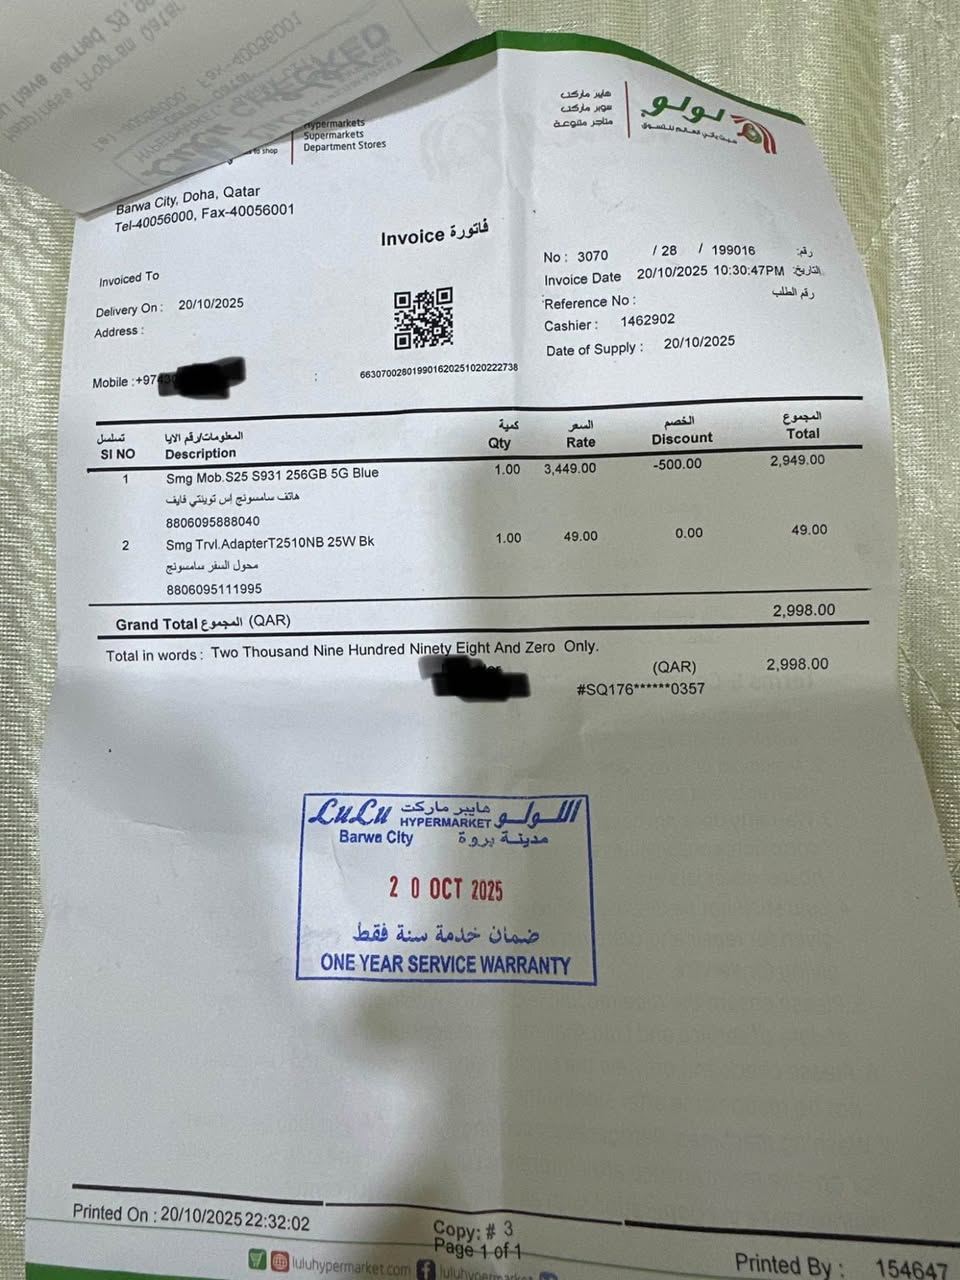 Hypermarkets
Supermarkets
Department Stores
to shop
هايبر ماركت
سوبر ماركت
متاجر متنوعة
لولو
حيث يأتي العالم للتسوق
Barwa City, Doha, Qatar
Tel-40056000, Fax-40056001
Invoice فاتورة
Invoiced To
Delivery On : 20/10/2025
Address :
Mobile :+974
:
66307002801990162025102022738
No : 3070 / 28 / 199016 رقم:
Invoice Date 20/10/2025 10:30:47PM التاريخ:
Reference No : رقم الطلب
Cashier : 1462902
Date of Supply : 20/10/2025
تسلسل المعلومات/رقم الايا كمية السعر الخصم المجموع
SI NO Description Qty Rate Discount Total
1 Smg Mob.S25 S931 256GB 5G Blue 1.00 3,449.00 -500.00 2,949.00
هاتف سامسونج إس توينتي فايف
8806095888040
2 Smg Trvl.AdapterT2510NB 25W Bk 1.00 49.00 0.00 49.00
محول السفر سامسونج
8806095111995
Grand Total المجموع (QAR) 2,998.00
Total in words : Two Thousand Nine Hundred Ninety Eight And Zero Only.
(QAR) 2,998.00
#SQ176******0357
LuLu هايبر ماركت اللولو
HYPERMARKET
Barwa City مدينة بروة
20 OCT 2025
ضمان خدمة سنة فقط
ONE YEAR SERVICE WARRANTY
Printed On : 20/10/2025 22:32:02
Copy: # 3
Page 1 of 1
Printed By : 154647
luluhypermarket.com